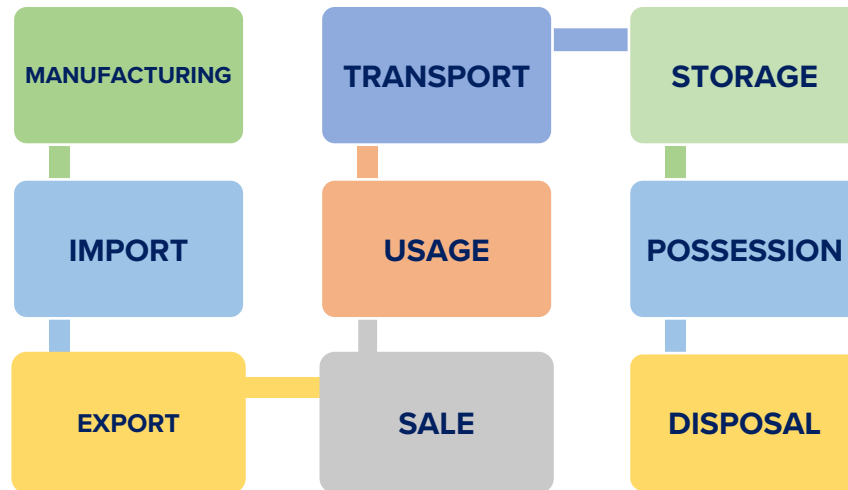 MANUFACTURING
IMPORT
EXPORT
SALE
USAGE
TRANSPORT
STORAGE
POSSESSION
DISPOSAL